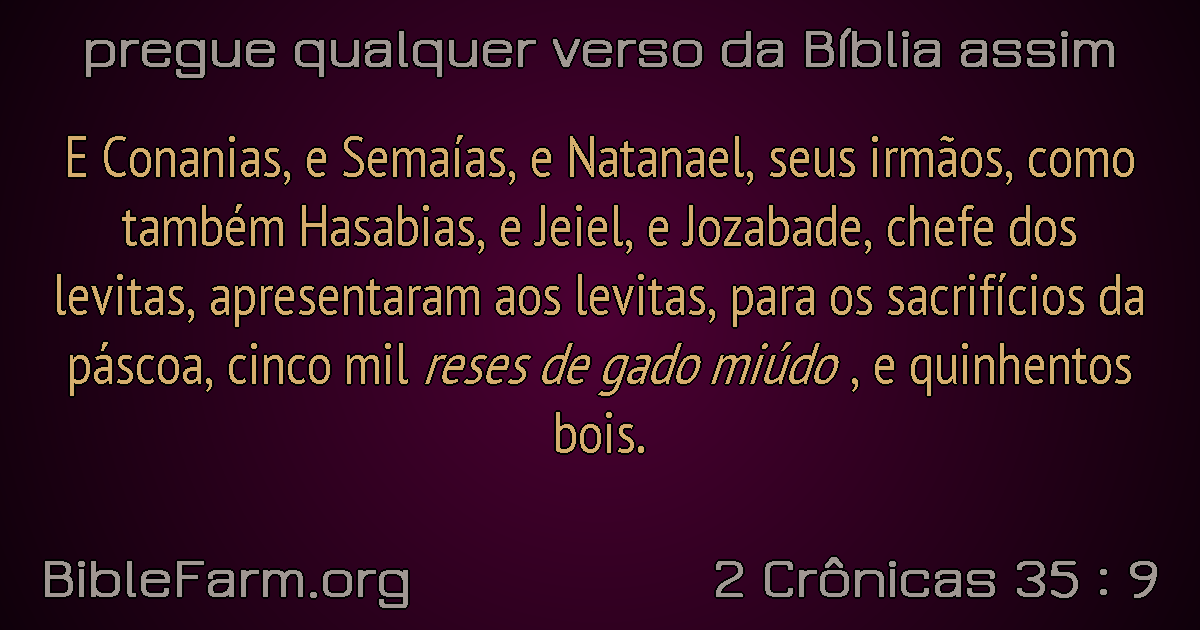 pregue qualquer verso da Bíblia assim
E Conanias, e Semaías, e Natanael, seus irmãos, como
também Hasabias, e Jeiel, e Jozabade, chefe dos
levitas, apresentaram aos levitas, para os sacrifícios da
páscoa, cinco mil reses de gado miúdo , e quinhentos
bois.
BibleFarm.org
2 Crônicas 35 : 9